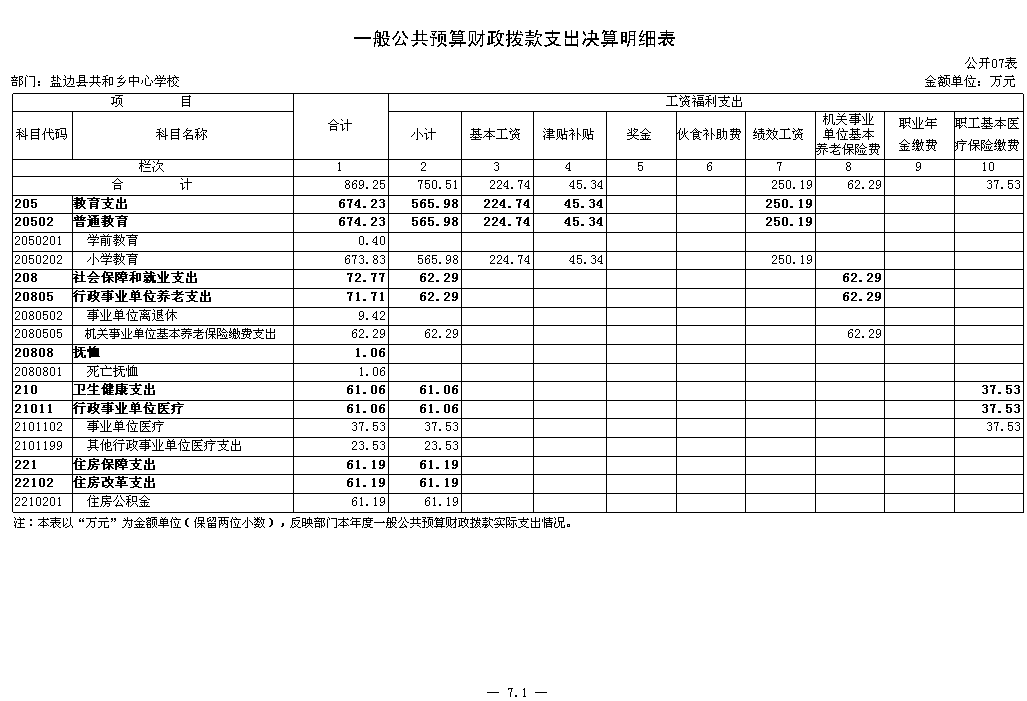 一般公共预算财政拨款支出决算明细表
公开07表
部门：盐边县共和乡中心学校 金额单位：万元
项 目 合计 工资福利支出
科目代码 科目名称 小计 基本工资 津贴补贴 奖金 伙食补助费 绩效工资 机关事业单位基本养老保险费 职业年金缴费 职工基本医疗保险缴费
栏次 1 2 3 4 5 6 7 8 9 10
合 计 869.25 750.51 224.74 45.34 250.19 62.29 37.53
205 教育支出 674.23 565.98 224.74 45.34 250.19
20502 普通教育 674.23 565.98 224.74 45.34 250.19
2050201 学前教育 0.40
2050202 小学教育 673.83 565.98 224.74 45.34 250.19
208 社会保障和就业支出 72.77 62.29 62.29
20805 行政事业单位养老支出 71.71 62.29 62.29
2080502 事业单位离退休 9.42
2080505 机关事业单位基本养老保险缴费支出 62.29 62.29 62.29
20808 抚恤 1.06
2080801 死亡抚恤 1.06
210 卫生健康支出 61.06 61.06 37.53
21011 行政事业单位医疗 61.06 61.06 37.53
2101102 事业单位医疗 37.53 37.53 37.53
2101199 其他行政事业单位医疗支出 23.53 23.53
221 住房保障支出 61.19 61.19
22102 住房改革支出 61.19 61.19
2210201 住房公积金 61.19 61.19
注：本表以“万元”为金额单位（保留两位小数），反映部门本年度一般公共预算财政拨款实际支出情况。
— 7.1 —